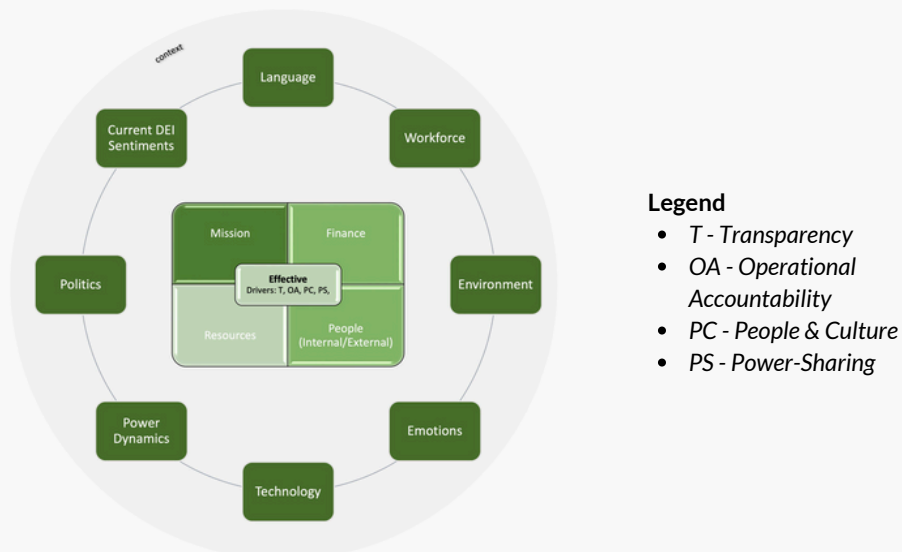 context
Language
Current DEI
Sentiments
Workforce
Mission
Finance
Effective
Drivers: T, OA, PC, PS,
Politics
Environment
Resources
People
(Internal/External)
Power
Dynamics
Emotions
Technology
Legend
• T - Transparency
• OA - Operational
Accountability
• PC - People & Culture
• PS - Power-Sharing